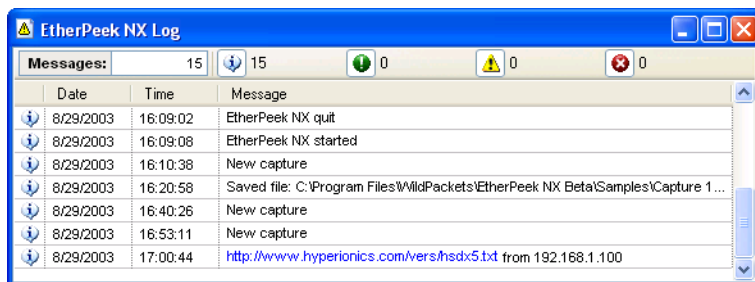 EtherPeek NX Log
Messages: 15 15 0 0 0
Date Time Message
8/29/2003 16:09:02 EtherPeek NX quit
8/29/2003 16:09:08 EtherPeek NX started
8/29/2003 16:10:38 New capture
8/29/2003 16:20:58 Saved file: C:\Program Files\WildPackets\EtherPeek NX Beta\Samples\Capture 1...
8/29/2003 16:40:26 New capture
8/29/2003 16:53:11 New capture
8/29/2003 17:00:44 http://www.hyperionics.com/vers/hsdx5.txt from 192.168.1.100